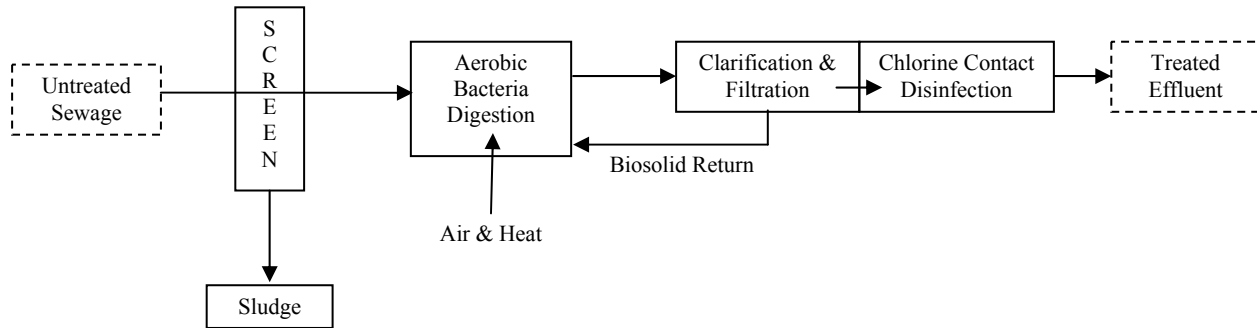 Untreated
Sewage
S
C
R
E
E
N
Sludge
Aerobic
Bacteria
Digestion
Air & Heat
Clarification &
Filtration
Biosolid Return
Chlorine Contact
Disinfection
Treated
Effluent